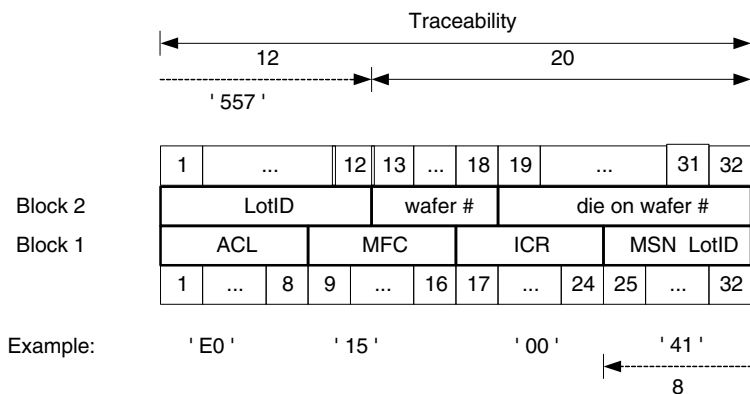 Traceability
12 20
' 557 '
1 ... 12 13 ... 18 19 ... 31 32
Block 2 LotID wafer # die on wafer #
Block 1 ACL MFC ICR MSN LotID
1 ... 8 9 ... 16 17 ... 24 25 ... 32
Example: ' E0 ' ' 15 ' ' 00 ' ' 41 '
8